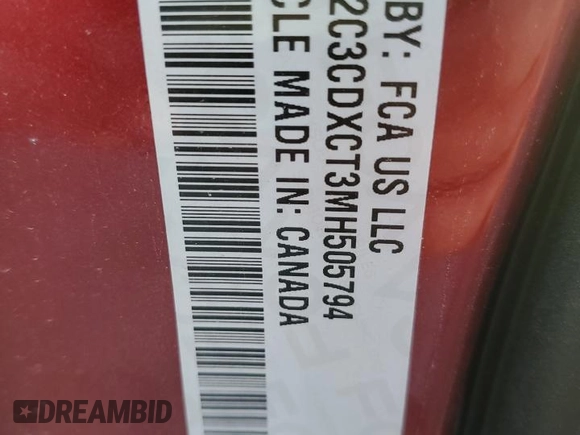 BY: FCA US LLC
2C3CDXCT3MH505794
CLE MADE IN: CANADA
DREAMBID